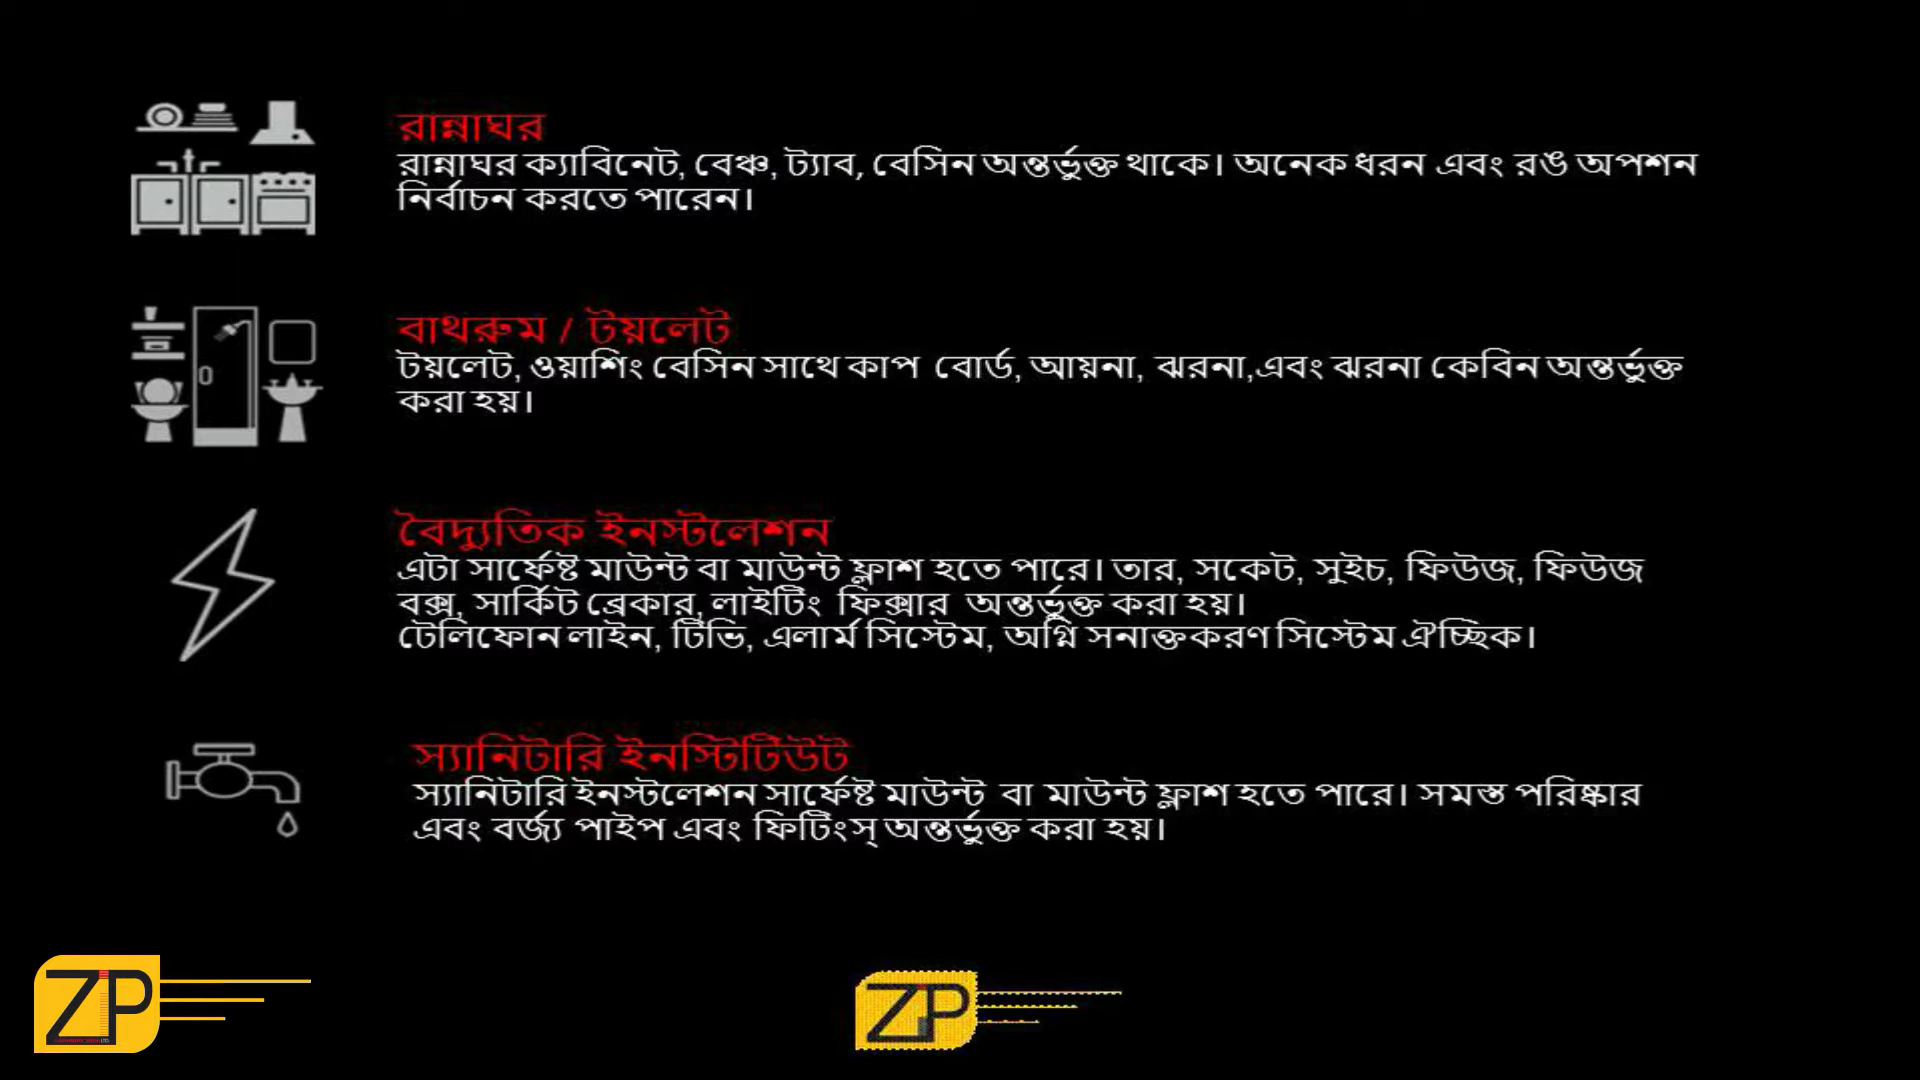 রান্নাঘর
রান্নাঘর ক্যাবিনেট, বেঞ্চ, ট্যাব, বেসিন অন্তর্ভুক্ত থাকে। অনেক ধরন এবং রঙ অপশন
নির্বাচন করতে পারেন।
বাথরুম / টয়লেট
টয়লেট, ওয়াশিং বেসিন সাথে কাপ বোর্ড, আয়না, ঝরনা,এবং ঝরনা কেবিন অন্তর্ভুক্ত
করা হয়।
বৈদ্যুতিক ইনস্টলেশন
এটা সার্ফেষ্ট মাউন্ট বা মাউন্ট ফ্লাশ হতে পারে। তার, সকেট, সুইচ, ফিউজ, ফিউজ
বক্স, সার্কিট ব্রেকার, লাইটিং ফিক্সার অন্তর্ভুক্ত করা হয়।
টেলিফোন লাইন, টিভি, এলার্ম সিস্টেম, অগ্নি সনাক্তকরণ সিস্টেম ঐচ্ছিক।
স্যানিটারি ইনস্টিটিউট
স্যানিটারি ইনস্টলেশন সার্ফেষ্ট মাউন্ট বা মাউন্ট ফ্লাশ হতে পারে। সমস্ত পরিষ্কার
এবং বর্জ্য পাইপ এবং ফিটিংস্ অন্তর্ভুক্ত করা হয়।
ZP
ZP